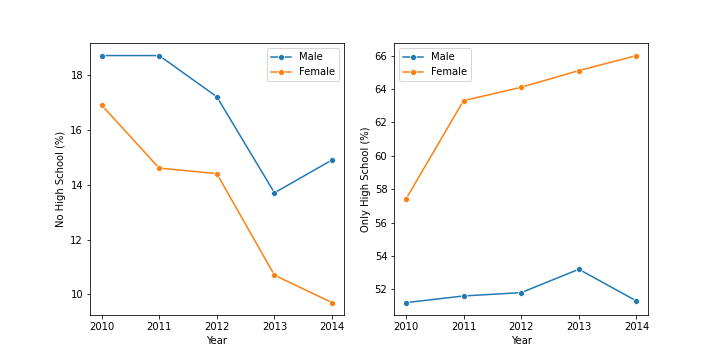 No High School (%)
18
16
14
12
10
Male
Female
2010 2011 2012 2013 2014
Year
Only High School (%)
66
64
62
60
58
56
54
52
Male
Female
2010 2011 2012 2013 2014
Year